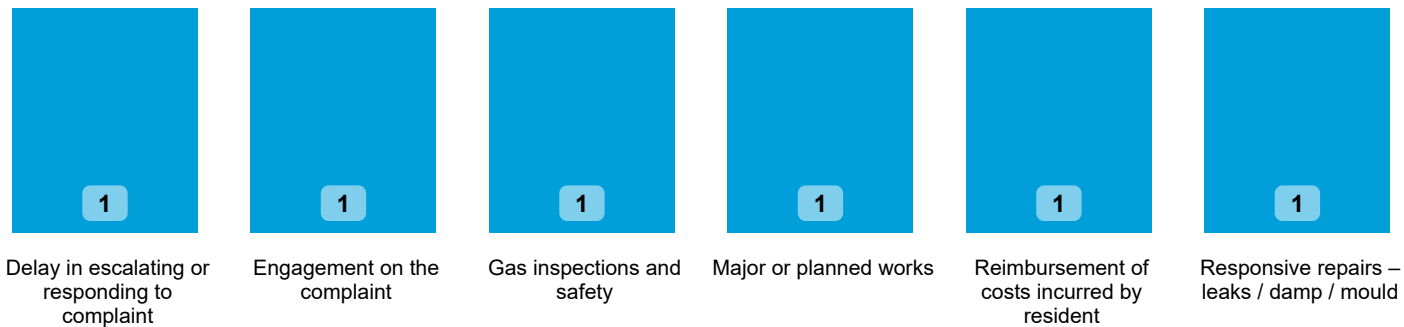 1
1
1
1
1
1
Delay in escalating or
responding to
complaint
Engagement on the
complaint
Gas inspections and
safety
Major or planned works
Reimbursement of
costs incurred by
resident
Responsive repairs –
leaks / damp / mould